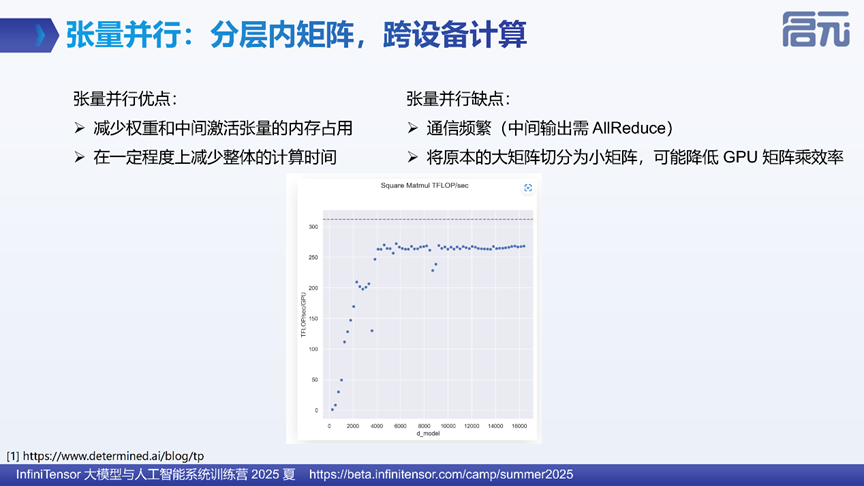 张量并行：分层内矩阵，跨设备计算
启元
张量并行优点：
➢ 减少权重和中间激活张量的内存占用
➢ 在一定程度上减少整体的计算时间
张量并行缺点：
➢ 通信频繁（中间输出需 AllReduce）
➢ 将原本的大矩阵切分为小矩阵，可能降低 GPU 矩阵乘效率
Square Matmul TFLOP/sec
TFLOP/sec/GPU
300
250
200
150
100
50
0
0 2000 4000 6000 8000 10000 12000 14000 16000
d_model
[1] https://www.determined.ai/blog/tp
InfiniTensor 大模型与人工智能系统训练营 2025 夏 https://beta.infinitensor.com/camp/summer2025